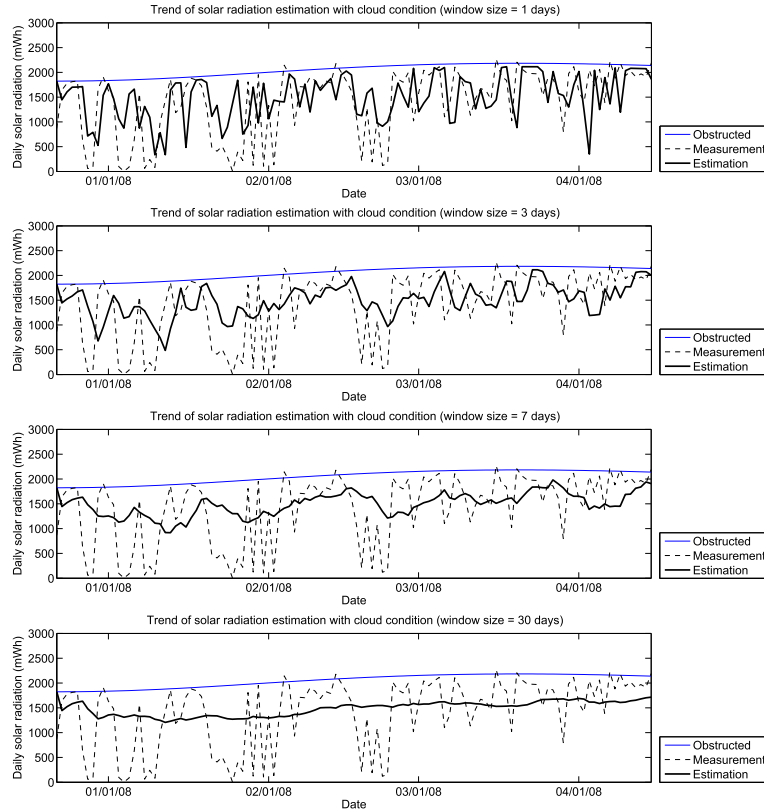 Trend of solar radiation estimation with cloud condition (window size = 1 days)
3000
2500
2000
1500
1000
500
0
Daily solar radiation (mWh)
01/01/08
02/01/08
03/01/08
04/01/08
Date
Obstructed
Measurement
Estimation
Trend of solar radiation estimation with cloud condition (window size = 3 days)
3000
2500
2000
1500
1000
500
0
Daily solar radiation (mWh)
01/01/08
02/01/08
03/01/08
04/01/08
Date
Obstructed
Measurement
Estimation
Trend of solar radiation estimation with cloud condition (window size = 7 days)
3000
2500
2000
1500
1000
500
0
Daily solar radiation (mWh)
01/01/08
02/01/08
03/01/08
04/01/08
Date
Obstructed
Measurement
Estimation
Trend of solar radiation estimation with cloud condition (window size = 30 days)
3000
2500
2000
1500
1000
500
0
Daily solar radiation (mWh)
01/01/08
02/01/08
03/01/08
04/01/08
Date
Obstructed
Measurement
Estimation